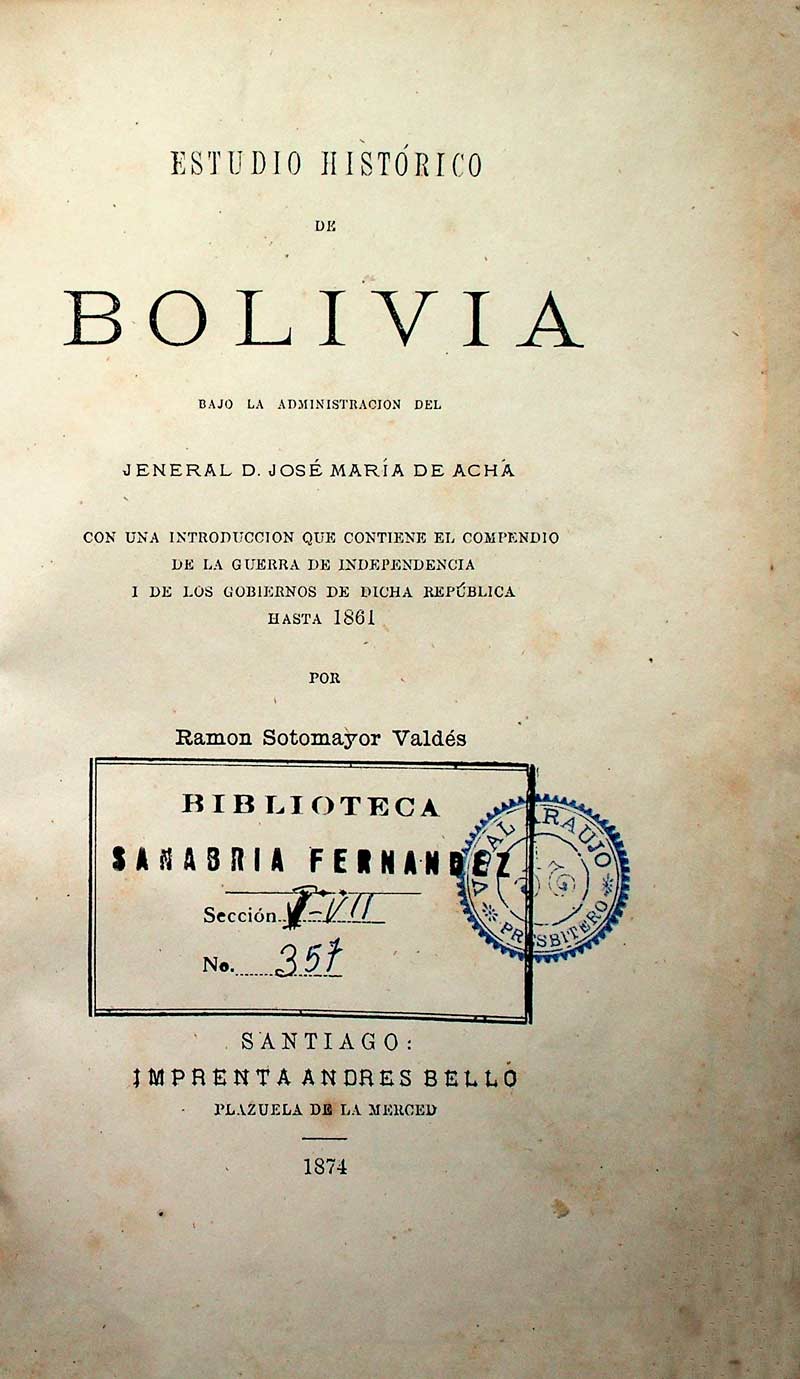 ESTUDIO HISTÓRICO
DE
BOLIVIA
BAJO LA ADMINISTRACION DEL
JENERAL D. JOSÉ MARÍA DE ACHÁ
CON UNA INTRODUCCION QUE CONTIENE EL COMPENDIO
DE LA GUERRA DE INDEPENDENCIA
I DE LOS GOBIERNOS DE DICHA REPÚBLICA
HASTA 1861
POR
Ramon Sotomayor Valdés
BIBLIOTECA
SANABRIA FERNANDEZ
Sección
No. 357
ARAUJO
PRESBITERO
SANTIAGO:
IMPRENTA ANDRES BELLO
PLAZUELA DE LA MERCED
1874